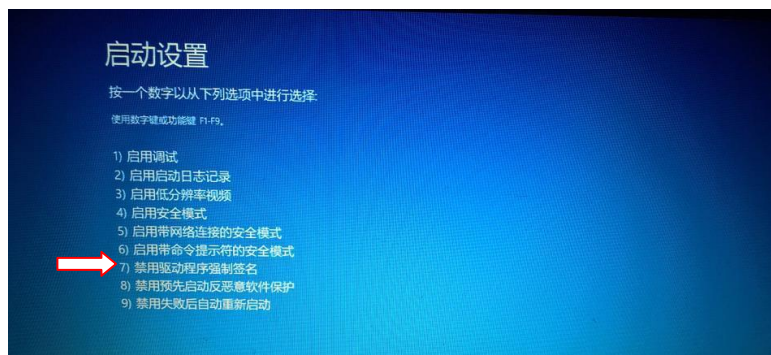 启动设置
按一个数字以从下列选项中进行选择:
使用数字键或功能键 F1-F9。
1) 启用调试
2) 启用启动日志记录
3) 启用低分辨率视频
4) 启用安全模式
5) 启用带网络连接的安全模式
6) 启用带命令提示符的安全模式
7) 禁用驱动程序强制签名
8) 禁用预先启动反恶意软件保护
9) 禁用失败后自动重新启动